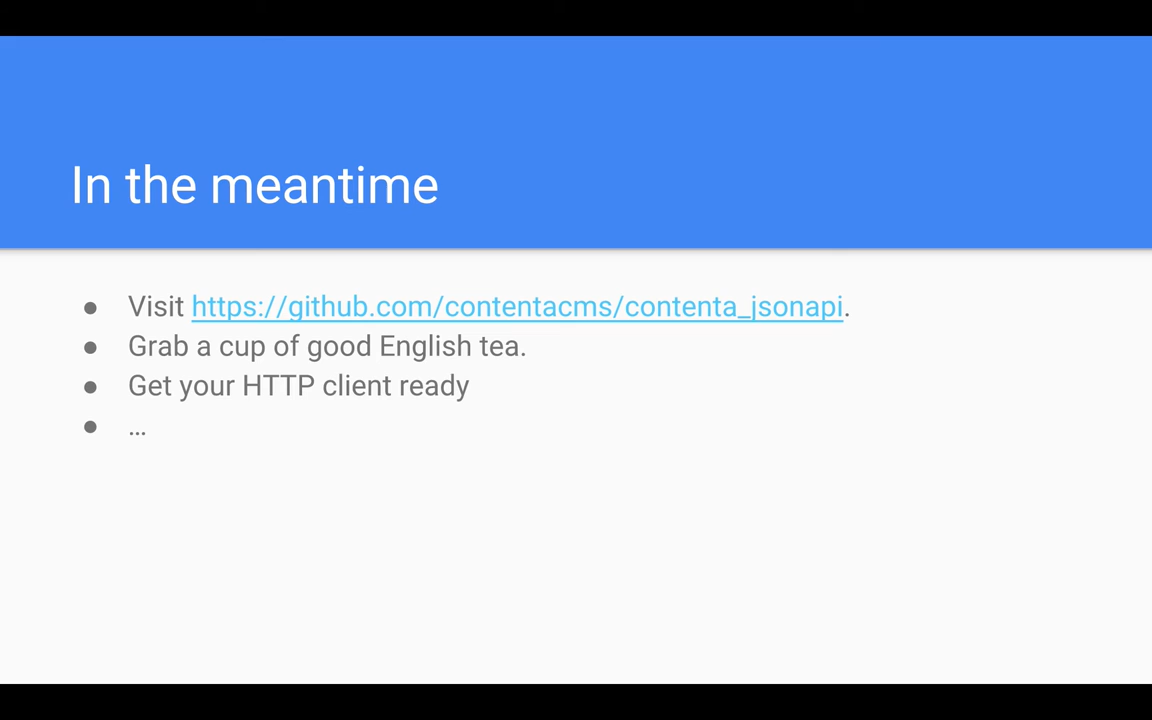 In the meantime
● Visit https://github.com/contentacms/contenta_jsonapi.
● Grab a cup of good English tea.
● Get your HTTP client ready
● …